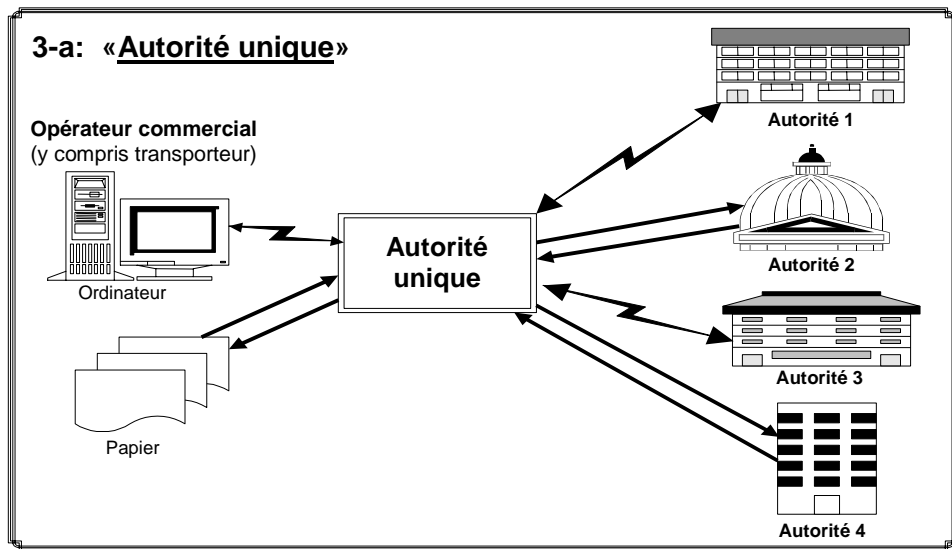 3-a: «Autorité unique»
Opérateur commercial
(y compris transporteur)
Ordinateur
Papier
Autorité
unique
Autorité 1
Autorité 2
Autorité 3
Autorité 4